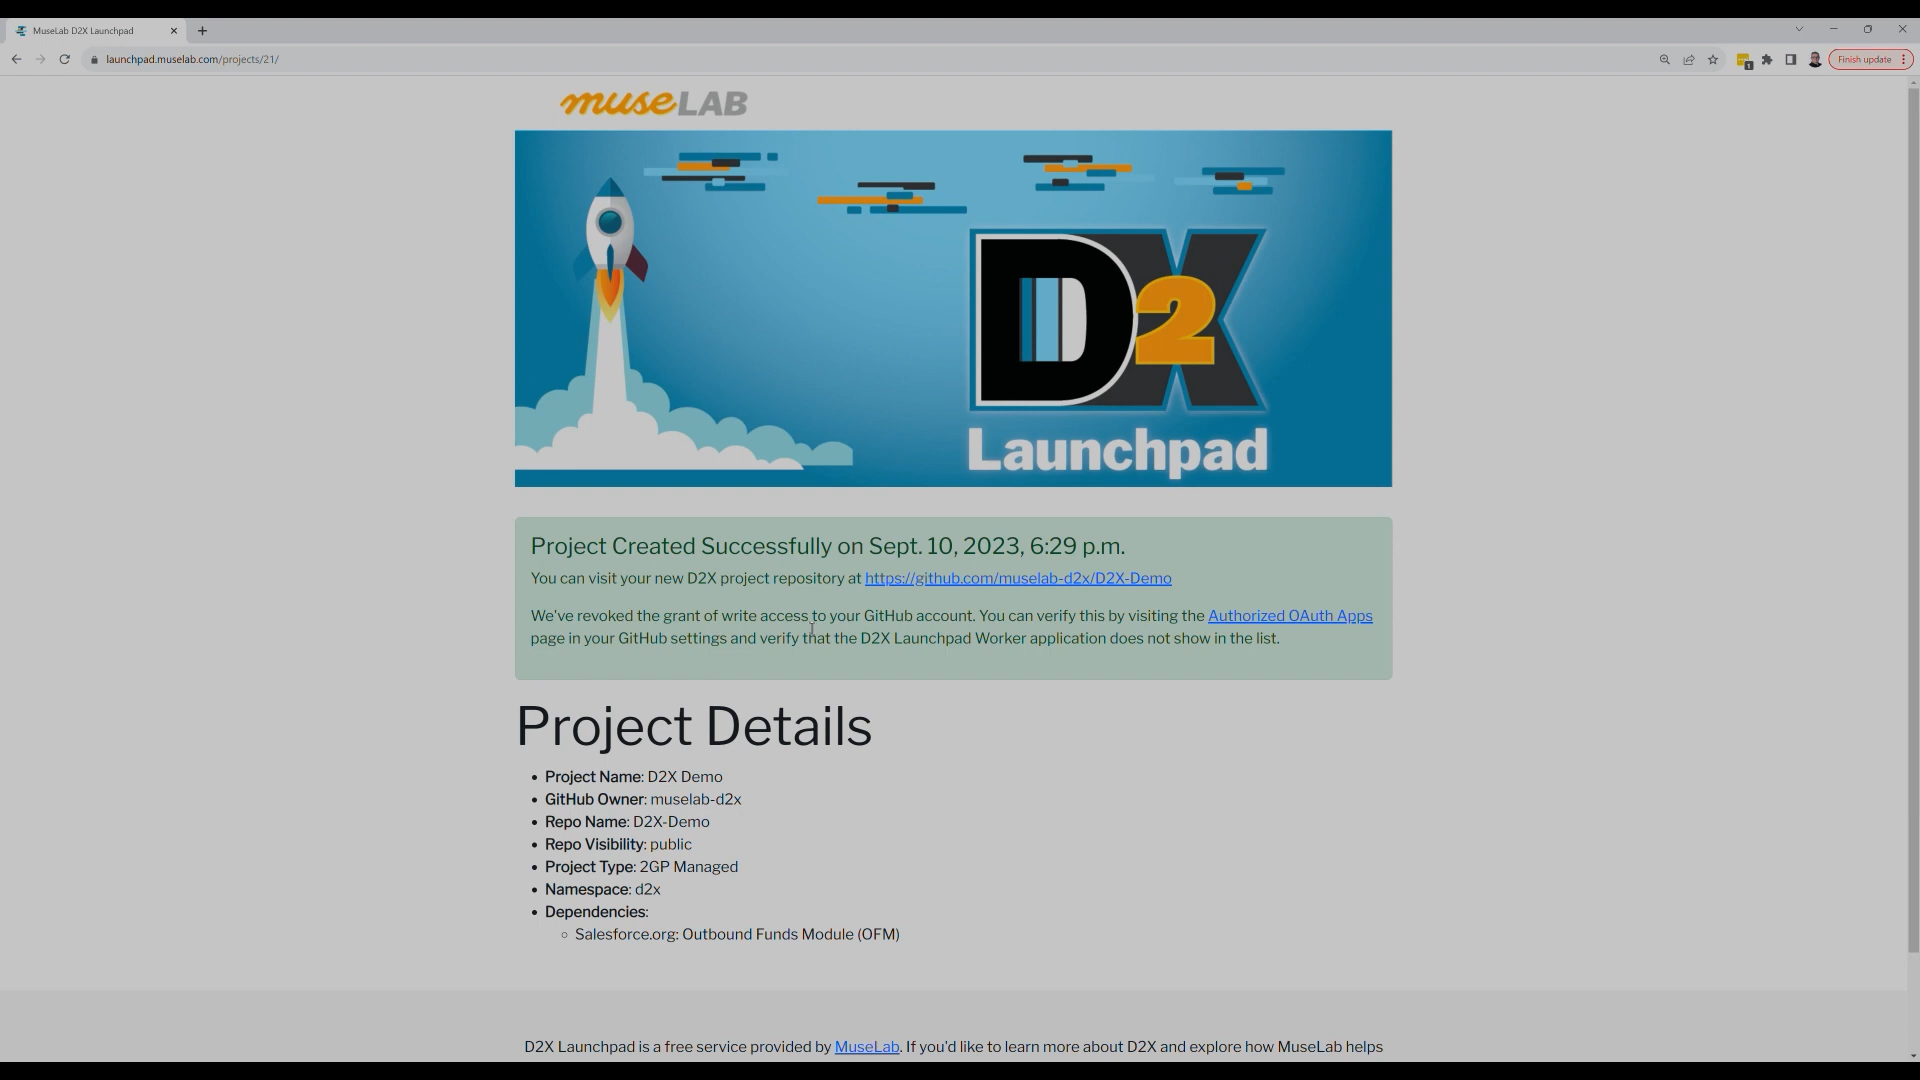 MuseLab D2X Launchpad
launchpad.muselab.com/projects/21/
1
Finish update
museLAB
D2X
Launchpad
Project Created Successfully on Sept. 10, 2023, 6:29 p.m.
You can visit your new D2X project repository at https://github.com/muselab-d2x/D2X-Demo
We've revoked the grant of write access to your GitHub account. You can verify this by visiting the Authorized OAuth Apps
page in your GitHub settings and verify that the D2X Launchpad Worker application does not show in the list.
Project Details
• Project Name: D2X Demo
• GitHub Owner: muselab-d2x
• Repo Name: D2X-Demo
• Repo Visibility: public
• Project Type: 2GP Managed
• Namespace: d2x
• Dependencies:
○ Salesforce.org: Outbound Funds Module (OFM)
D2X Launchpad is a free service provided by MuseLab. If you'd like to learn more about D2X and explore how MuseLab helps